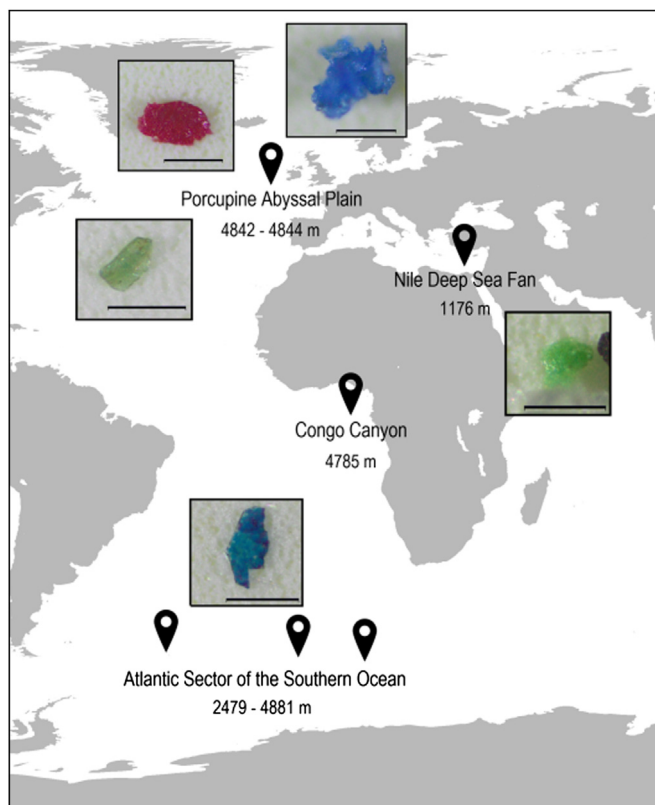 Porcupine Abyssal Plain
4842 - 4844 m
Nile Deep Sea Fan
1176 m
Congo Canyon
4785 m
Atlantic Sector of the Southern Ocean
2479 - 4881 m